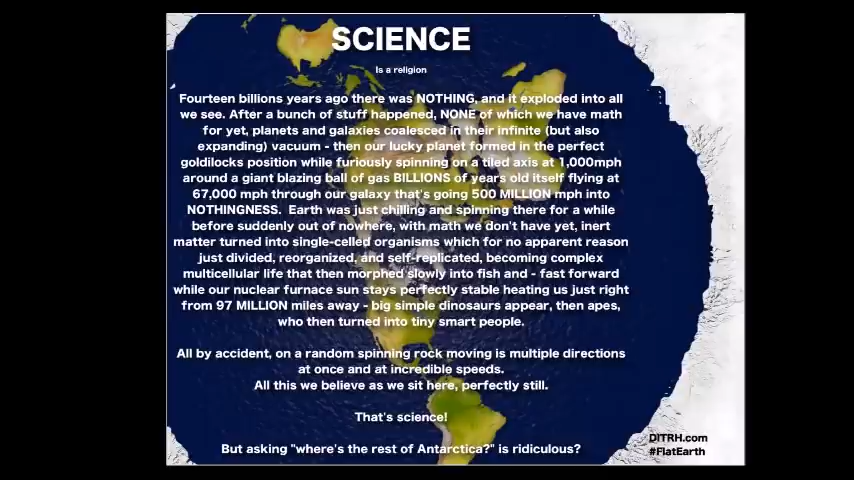 SCIENCE
Is a religion
Fourteen billions years ago there was NOTHING, and it exploded into all
we see. After a bunch of stuff happened, NONE of which we have math
for yet, planets and galaxies coalesced in their infinite (but also
expanding) vacuum - then our lucky planet formed in the perfect
goldilocks position while furiously spinning on a tiled axis at 1,000mph
around a giant blazing ball of gas BILLIONS of years old itself flying at
67,000 mph through our galaxy that's going 500 MILLION mph into
NOTHINGNESS. Earth was just chilling and spinning there for a while
before suddenly out of nowhere, with math we don't have yet, inert
matter turned into single-celled organisms which for no apparent reason
just divided, reorganized, and self-replicated, becoming complex
multicellular life that then morphed slowly into fish and - fast forward
while our nuclear furnace sun stays perfectly stable heating us just right
from 97 MILLION miles away - big simple dinosaurs appear, then apes,
who then turned into tiny smart people.
All by accident, on a random spinning rock moving is multiple directions
at once and at incredible speeds.
All this we believe as we sit here, perfectly still.
That's science!
But asking "where's the rest of Antarctica?" is ridiculous?
DITRH.com
#FlatEarth